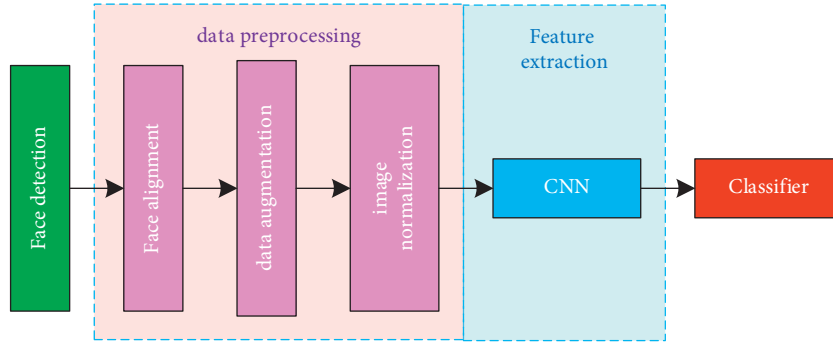 data preprocessing
Feature
extraction
Face detection
Face alignment
data augmentation
image
normalization
CNN
Classifier